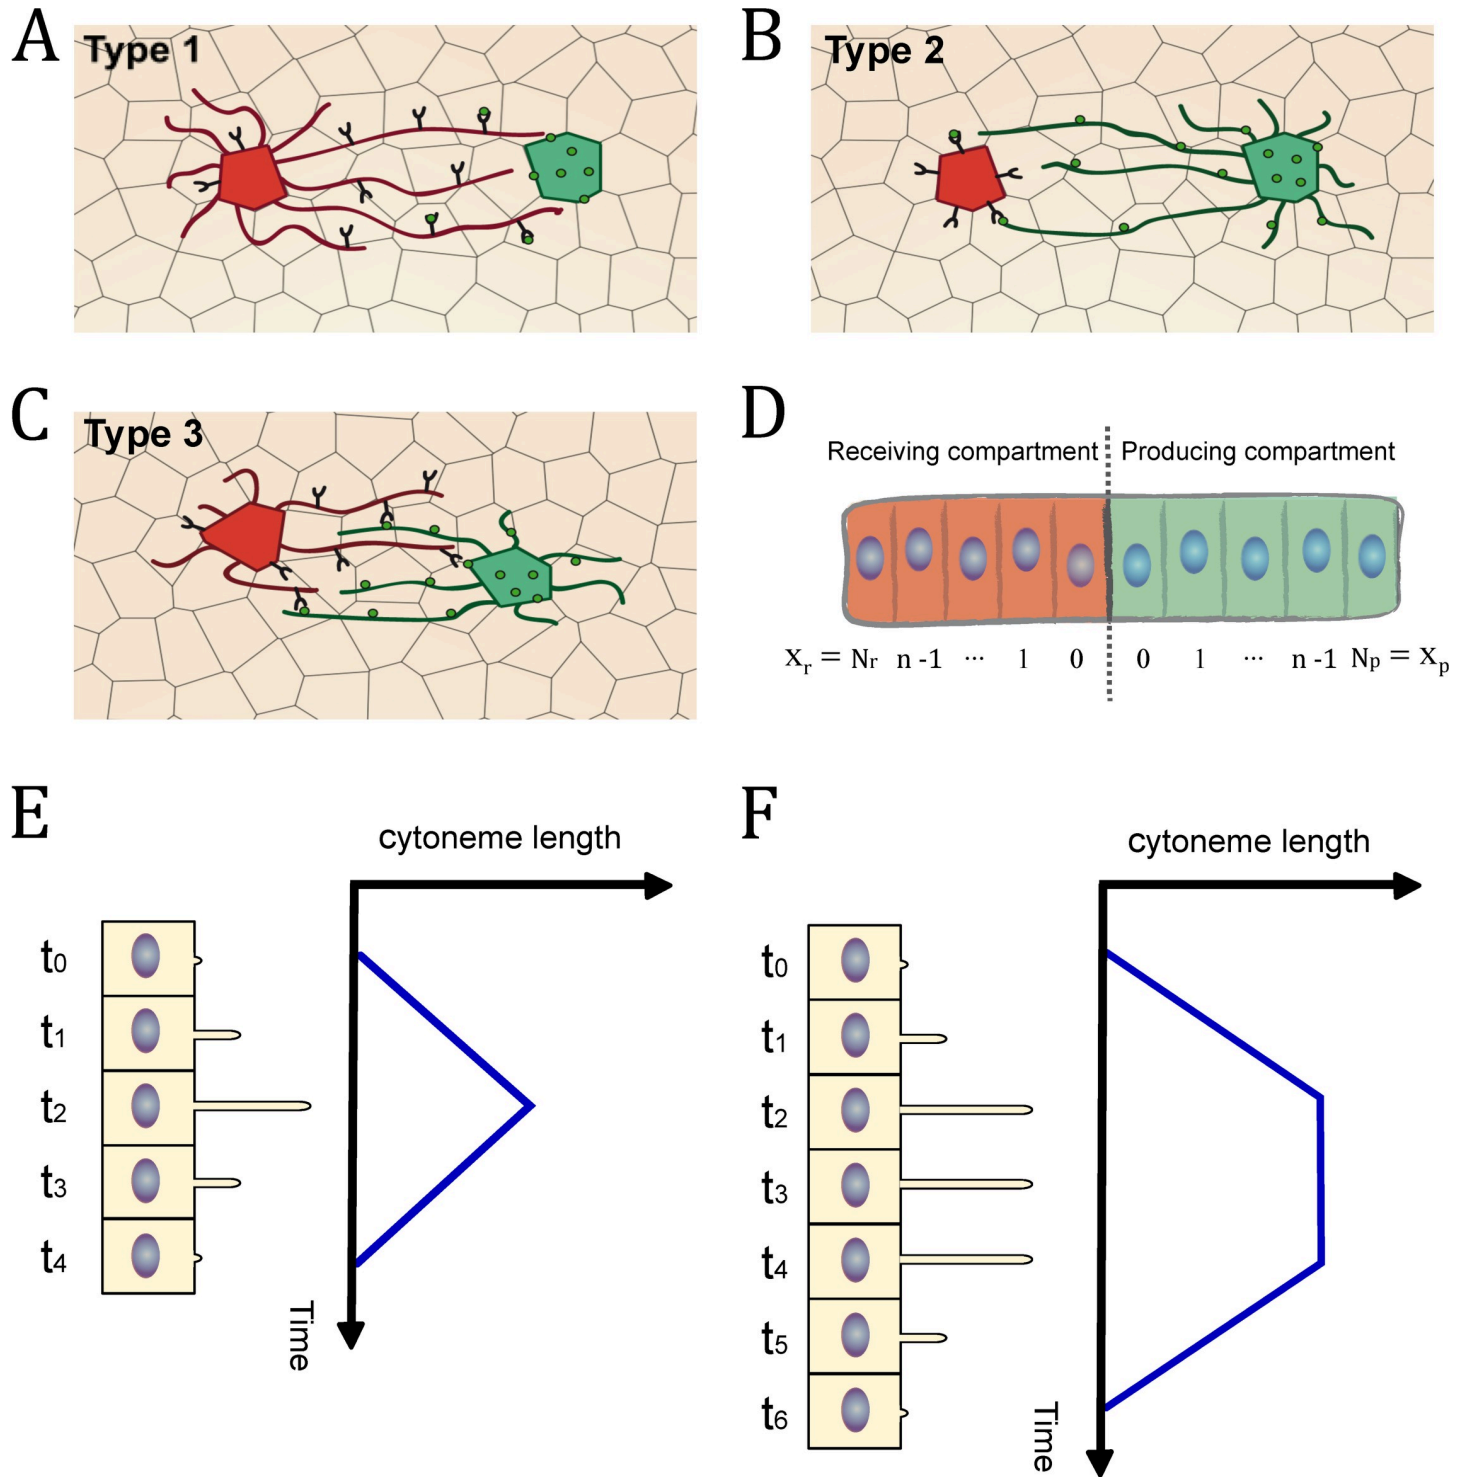 A
Type 1
B
Type 2
C
Type 3
D
Receiving compartment
Producing compartment
Xr = Nr n -1 ... 1 0 0 1 ... n -1 Np = Xp
E
cytoneme length
t0
t1
t2
t3
t4
Time
F
cytoneme length
t0
t1
t2
t3
t4
t5
t6
Time